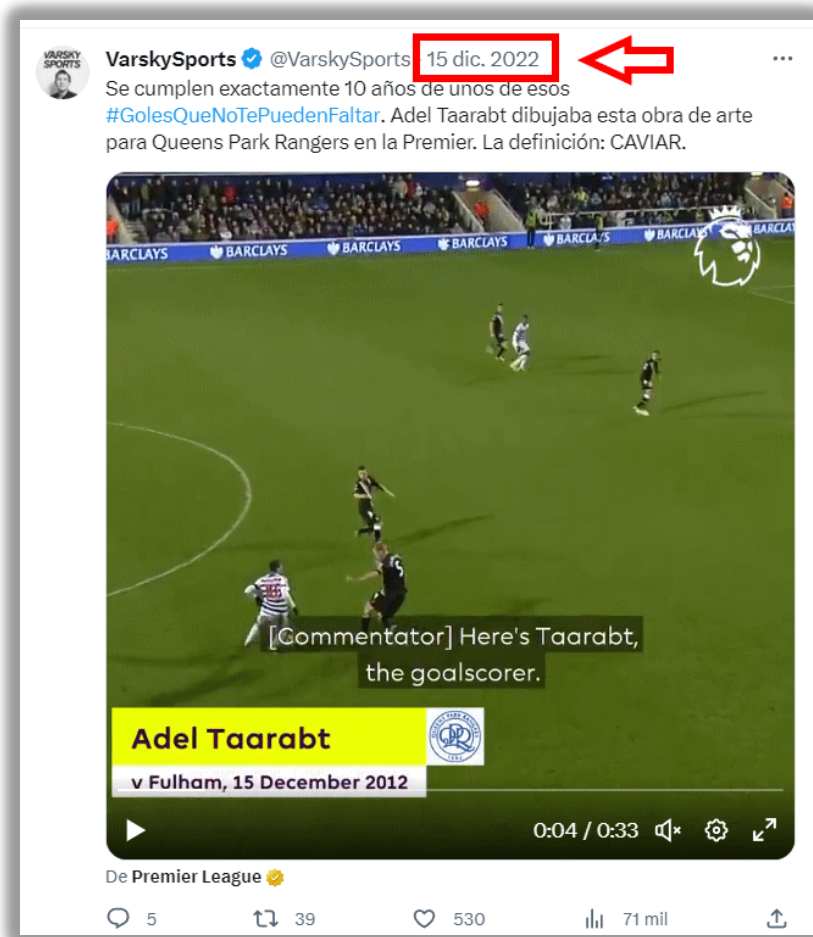 VARSKY
SPORTS
VarskySports @VarskySports 15 dic. 2022
Se cumplen exactamente 10 años de unos de esos
#GolesQueNoTePuedenFaltar. Adel Taarabt dibujaba esta obra de arte
para Queens Park Rangers en la Premier. La definición: CAVIAR.
BARCLAYS BARCLAYS BARCLAYS BARCLAYS BARCLAYS BARCLAYS BARCLAY
[Commentator] Here's Taarabt,
the goalscorer.
Adel Taarabt
v Fulham, 15 December 2012
0:04 / 0:33
De Premier League
5 39 530 71 mil